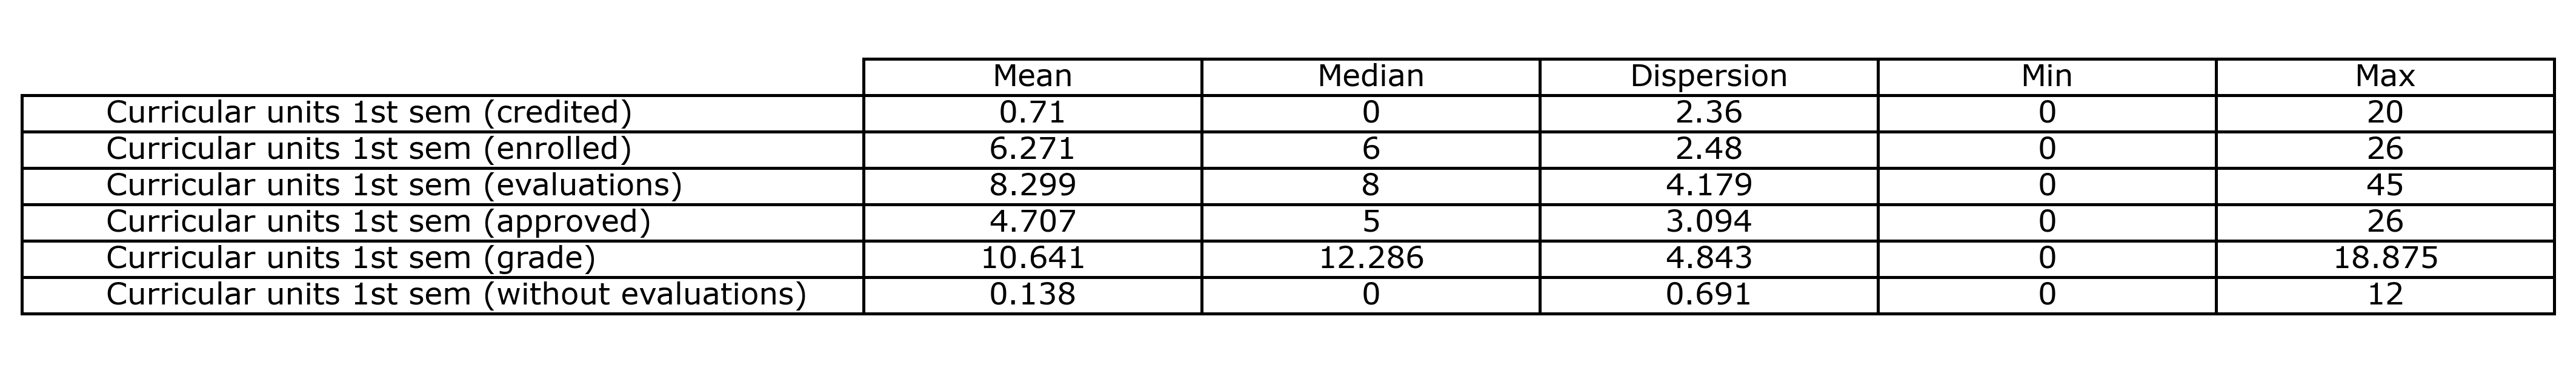 Mean Median Dispersion Min Max
Curricular units 1st sem (credited) 0.71 0 2.36 0 20
Curricular units 1st sem (enrolled) 6.271 6 2.48 0 26
Curricular units 1st sem (evaluations) 8.299 8 4.179 0 45
Curricular units 1st sem (approved) 4.707 5 3.094 0 26
Curricular units 1st sem (grade) 10.641 12.286 4.843 0 18.875
Curricular units 1st sem (without evaluations) 0.138 0 0.691 0 12